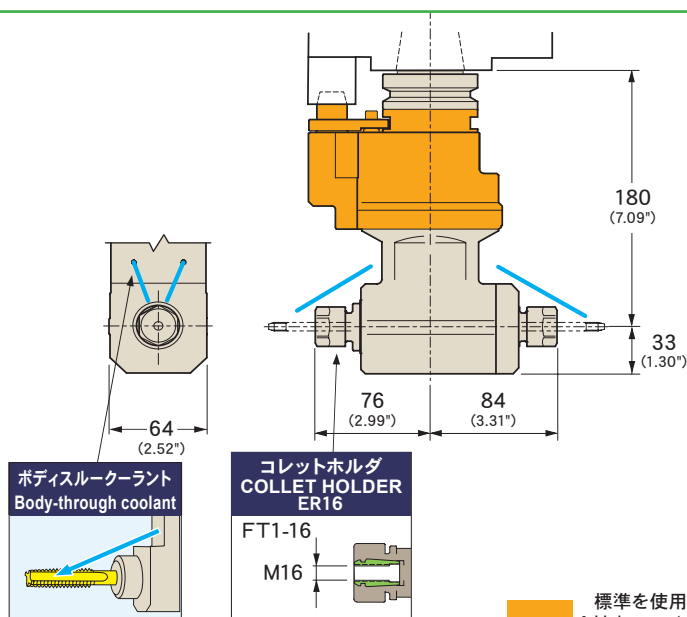 180
(7.09")
33
(1.30")
76
(2.99")
84
(3.31")
64
(2.52")
ボディスルークーラント
Body-through coolant
コレットホルダ
COLLET HOLDER
ER16
FT1-16
M16
標準を使用